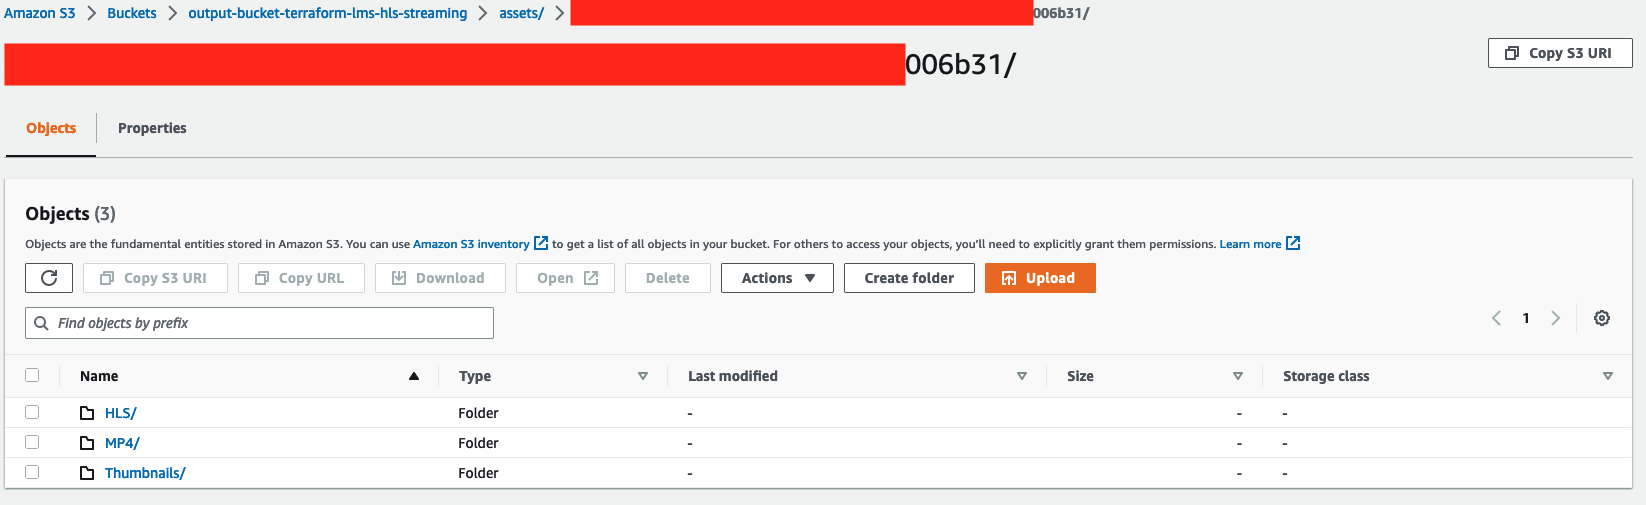 Amazon S3 > Buckets > output-bucket-terraform-lms-hls-streaming > assets/ > 006b31/
006b31/
Copy S3 URI
Objects
Properties
Objects (3)
Objects are the fundamental entities stored in Amazon S3. You can use Amazon S3 inventory to get a list of all objects in your bucket. For others to access your objects, you'll need to explicitly grant them permissions. Learn more
Copy S3 URI Copy URL Download Open Delete Actions Create folder Upload
Find objects by prefix
1
Name Type Last modified Size Storage class
HLS/ Folder - - -
MP4/ Folder - - -
Thumbnails/ Folder - - -